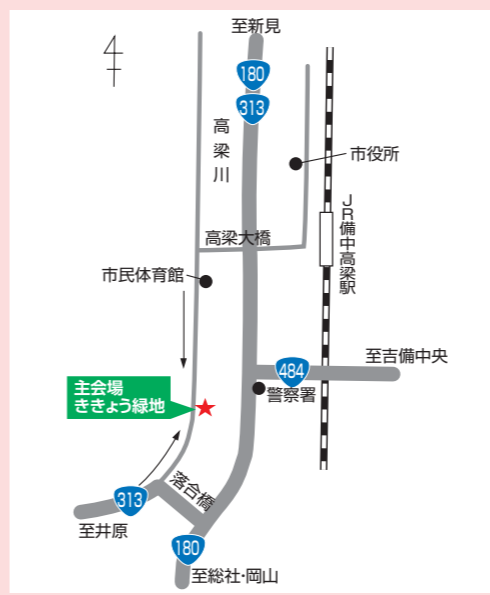 至新見
180
313
高梁川
市役所
JR備中高梁駅
高梁大橋
市民体育館
至吉備中央
484
警察署
主会場
ききょう緑地
313
落合橋
至井原
180
至総社・岡山